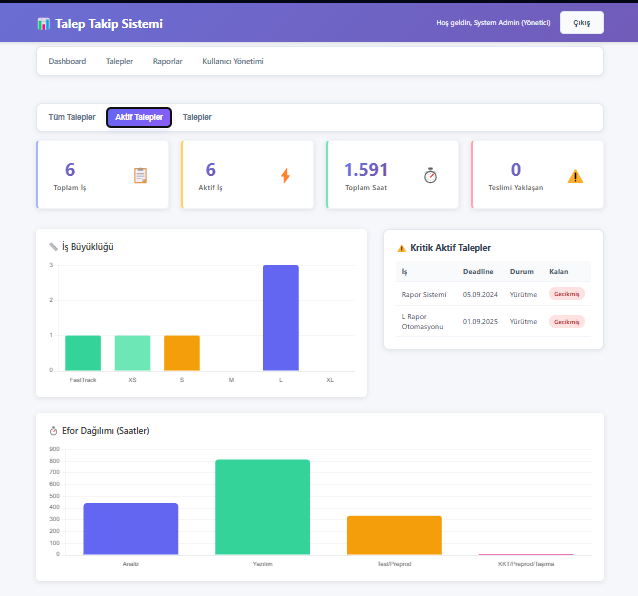 Talep Takip Sistemi
Hoş geldin, System Admin (Yönetici)
Çıkış
Dashboard
Talepler
Raporlar
Kullanıcı Yönetimi
Tüm Talepler
Aktif Talepler
Talepler
6
Toplam İş
6
Aktif İş
1.591
Toplam Saat
0
Teslimi Yaklaşan
İş Büyüklüğü
3
2
1
0
FastTrack
XS
S
M
L
XL
Kritik Aktif Talepler
İş Deadline Durum Kalan
Rapor Sistemi 05.09.2024 Yürütme Gecikmiş
L Rapor
Otomasyonu 01.09.2025 Yürütme Gecikmiş
Efor Dağılımı (Saatler)
900
800
700
600
500
400
300
200
100
0
Analiz
Yazılım
Test/Preprod
KKT/Preprod/Taşıma